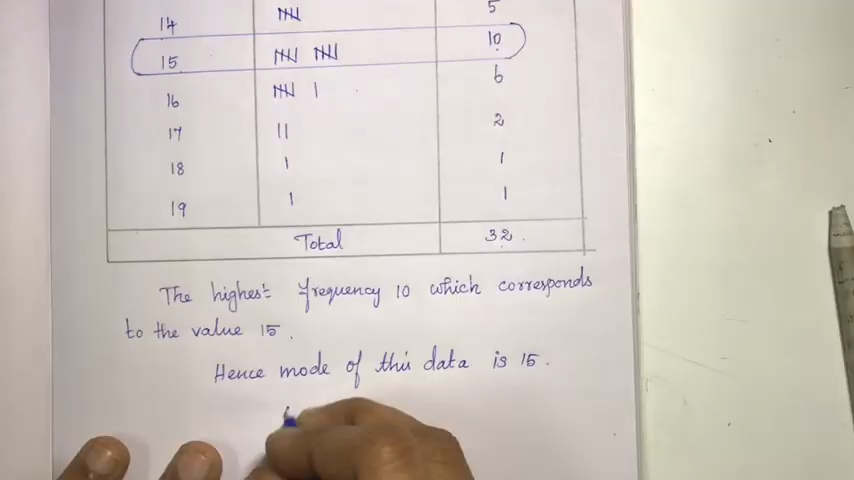 14 𝍸 5
15 𝍸 𝍸 10
16 𝍸 | 6
17 || 2
18 | 1
19 | 1
Total 32.
The highest frequency 10 which corresponds
to the value 15.
Hence mode of this data is 15.